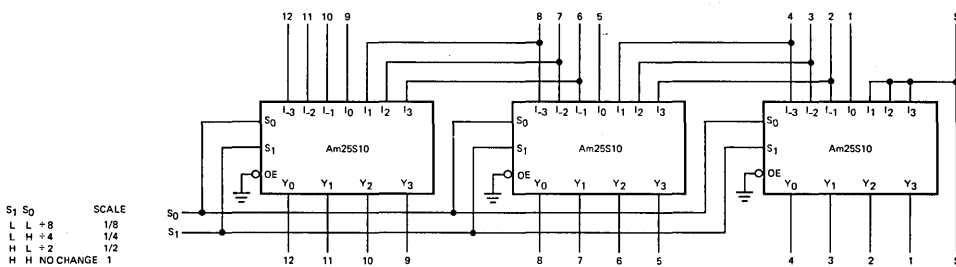 12 11 10 9 8 7 6 5 4 3 2 1 S
I-3 I-2 I-1 I0 I1 I2 I3 I-3 I-2 I-1 I0 I1 I2 I3 I-3 I-2 I-1 I0 I1 I2 I3
S0 S0 S0
S1 Am25S10 S1 Am25S10 S1 Am25S10
OE OE OE
Y0 Y1 Y2 Y3 Y0 Y1 Y2 Y3 Y0 Y1 Y2 Y3
S1 S0 SCALE
L L ÷8 1/8
L H ÷4 1/4
H L ÷2 1/2
H H NO CHANGE 1
S0
S1
12 11 10 9 8 7 6 5 4 3 2 1 S